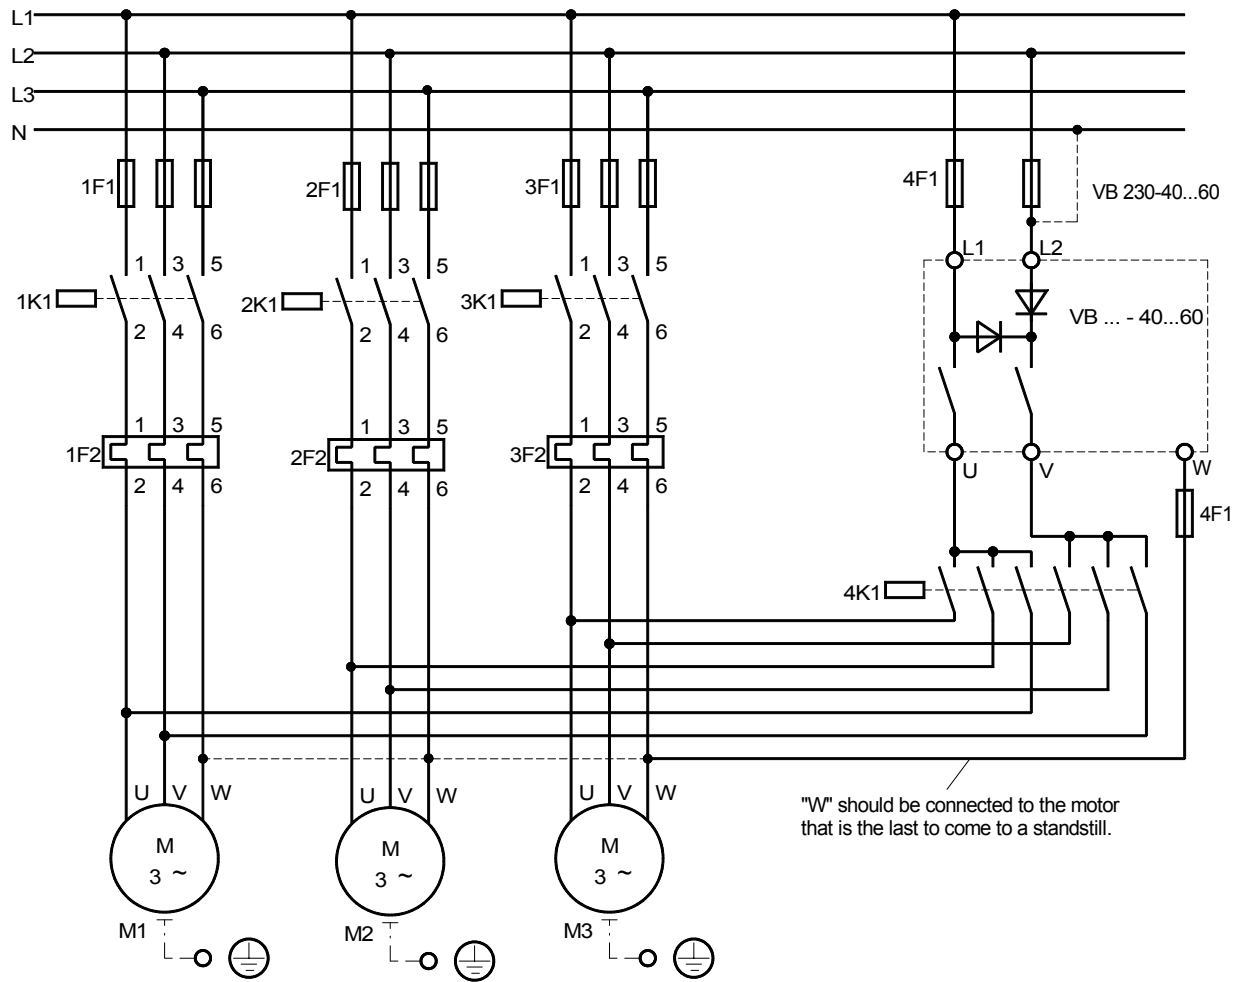 L1
L2
L3
N
1F1
2F1
3F1
4F1
VB 230-40...60
1 3 5
1 3 5
1 3 5
L1 L2
1K1
2K1
3K1
VB ... - 40...60
2 4 6
2 4 6
2 4 6
1 3 5
1 3 5
1 3 5
1F2
2F2
3F2
U V W
2 4 6
2 4 6
2 4 6
4F1
4K1
U V W
U V W
U V W
"W" should be connected to the motor
that is the last to come to a standstill.
M
3 ~
M
3 ~
M
3 ~
M1
M2
M3